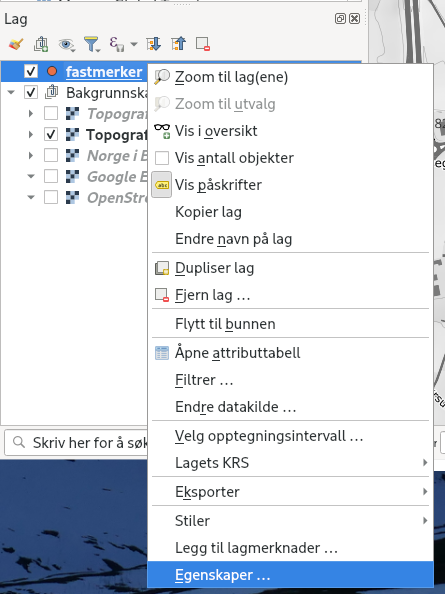 Lag
fastmerker
Zoom til lag(ene)
Bakgrunnska
Zoom til utvalg
Topograf
Vis i oversikt
Topograf
Vis antall objekter
Norge i B
Vis påskrifter
Google E
abc
OpenStre
Kopier lag
Endre navn på lag
Dupliser lag
Fjern lag …
Flytt til bunnen
Åpne attributtabell
Filtrer …
Endre datakilde …
Skriv her for å søk
Velg opptegningsintervall …
Lagets KRS
Eksporter
Stiler
Legg til lagmerknader …
Egenskaper …